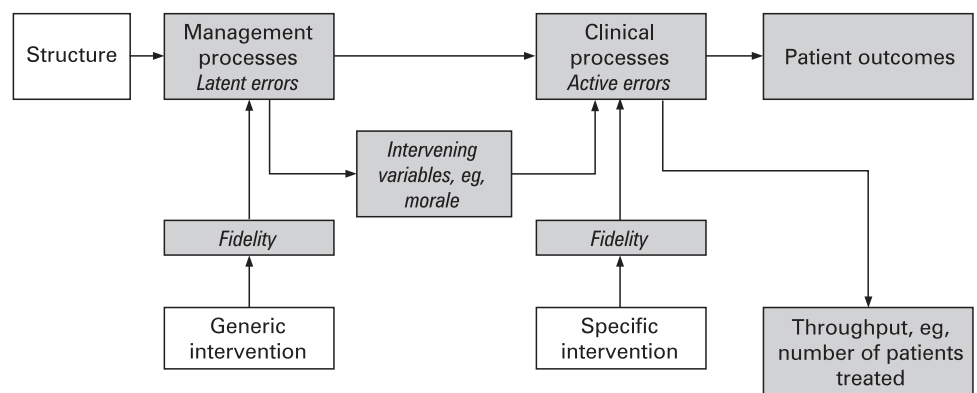 Structure
Management
processes
Latent errors
Clinical
processes
Active errors
Patient outcomes
Intervening
variables, eg,
morale
Fidelity
Fidelity
Generic
intervention
Specific
intervention
Throughput, eg,
number of patients
treated